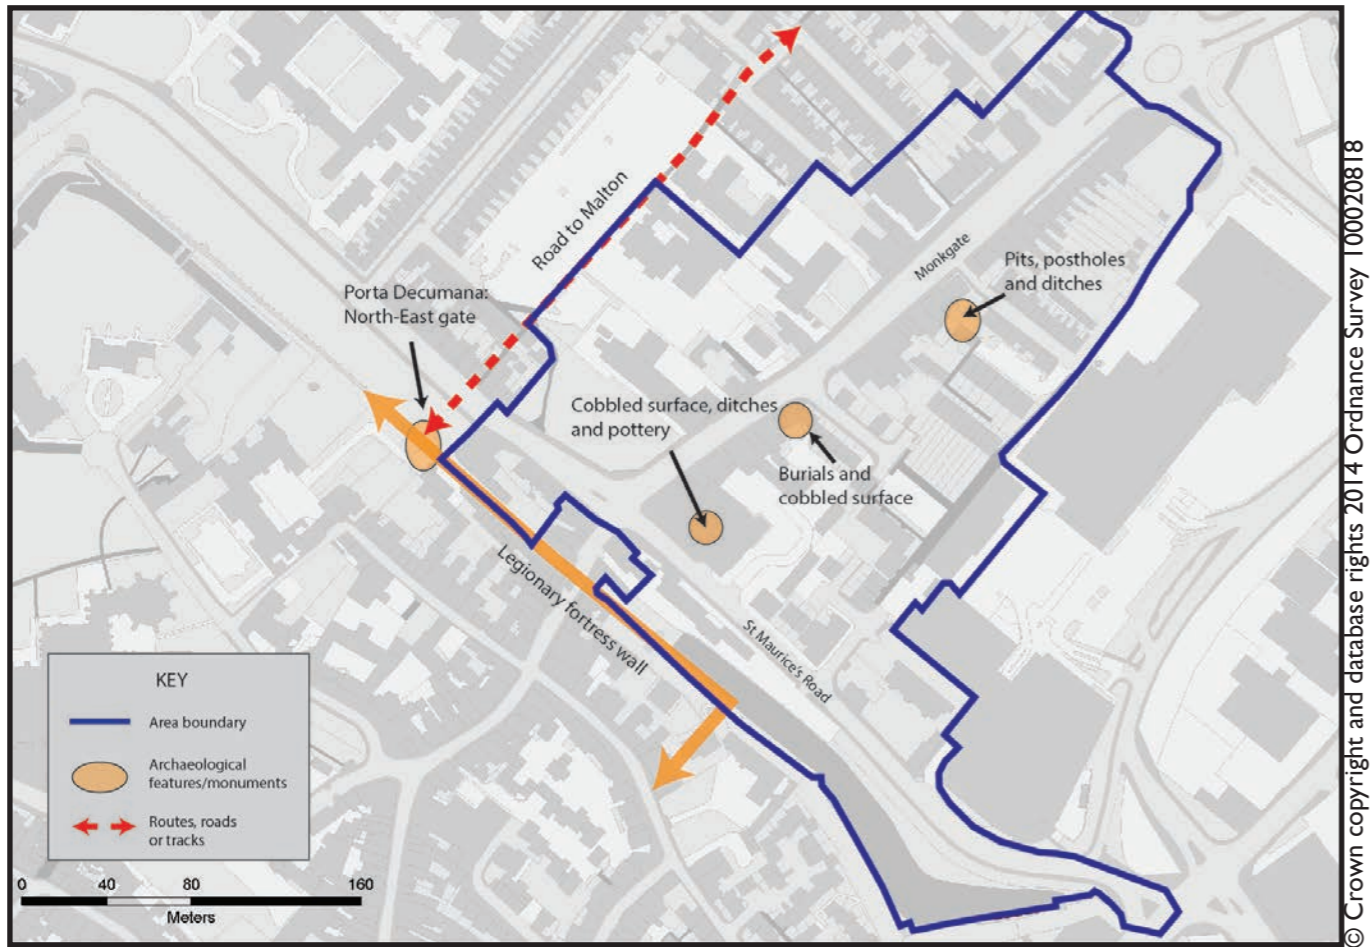 Road to Malton
Monkgate
Pits, postholes
and ditches
Porta Decumana:
North-East gate
Cobbled surface, ditches
and pottery
Burials and
cobbled surface
Legionary fortress wall
St Maurice's Road
KEY
Area boundary
Archaeological
features/monuments
Routes, roads
or tracks
0 40 80 160
Meters
© Crown copyright and database rights 2014 Ordnance Survey 100020818